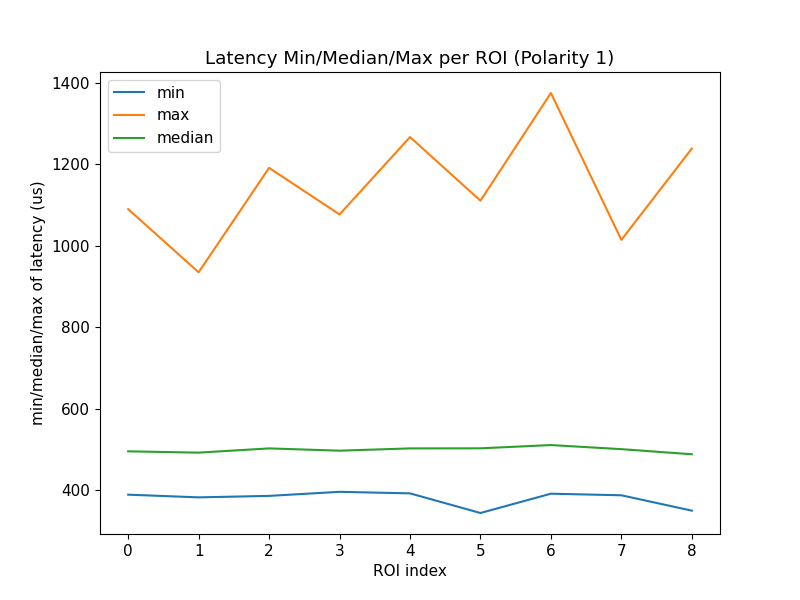 Latency Min/Median/Max per ROI (Polarity 1)
min
max
median
min/median/max of latency (us)
1400
1200
1000
800
600
400
0 1 2 3 4 5 6 7 8
ROI index